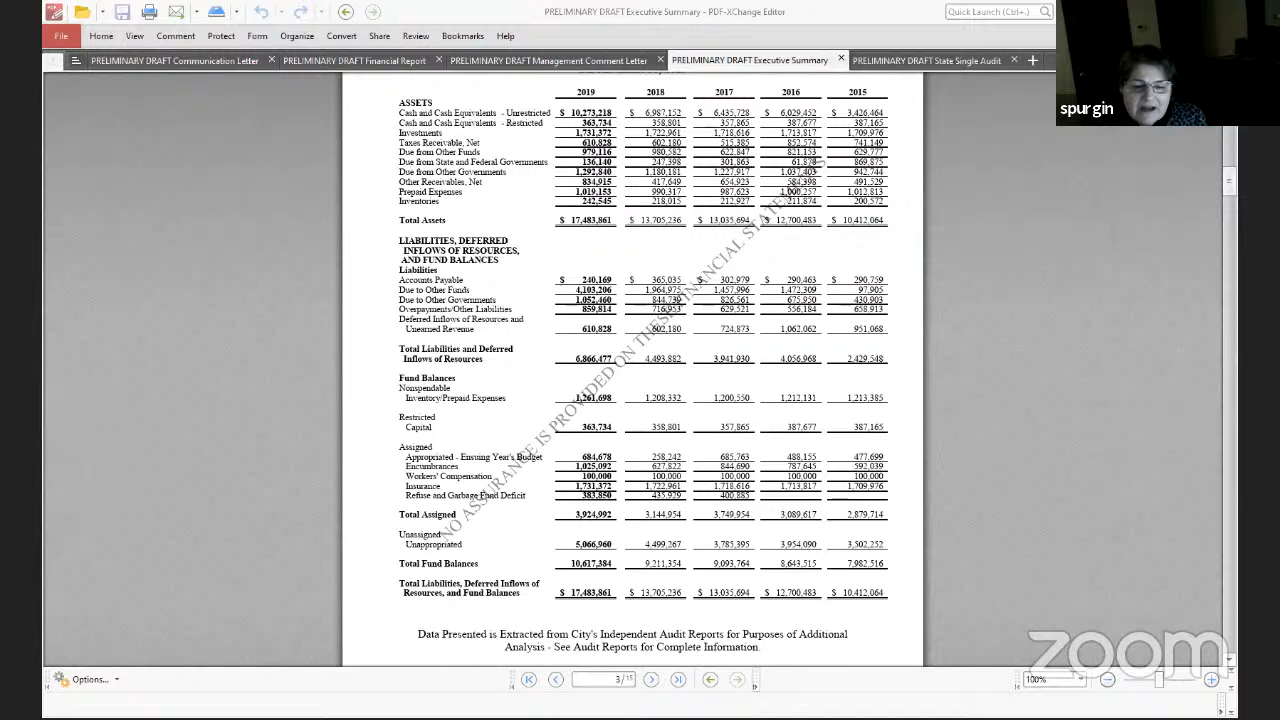 PRELIMINARY DRAFT Executive Summary - PDF-XChange Editor
Quick Launch (Ctrl+.)
File Home View Comment Protect Form Organize Convert Share Review Bookmarks Help
PRELIMINARY DRAFT Communication Letter × PRELIMINARY DRAFT Financial Report × PRELIMINARY DRAFT Management Comment Letter × PRELIMINARY DRAFT Executive Summary × PRELIMINARY DRAFT State Single Audit ×
spurgin
2019 2018 2017 2016 2015
ASSETS
Cash and Cash Equivalents - Unrestricted $ 10,273,218 $ 6,987,152 $ 6,435,728 $ 6,029,452 $ 3,426,464
Cash and Cash Equivalents - Restricted 363,734 358,801 357,865 387,677 387,165
Investments 1,731,372 1,722,961 1,718,616 1,713,817 1,709,976
Taxes Receivable, Net 610,828 602,180 515,385 852,574 741,149
Due from Other Funds 979,116 980,582 622,847 821,153 629,777
Due from State and Federal Governments 136,140 247,398 301,863 61,878 869,875
Due from Other Governments 1,292,840 1,180,181 1,227,917 1,037,403 942,744
Other Receivables, Net 834,915 417,649 654,923 584,398 491,529
Prepaid Expenses 1,019,153 990,317 987,623 1,000,257 1,012,813
Inventories 242,545 218,015 212,927 211,874 200,572
Total Assets $ 17,483,861 $ 13,705,236 $ 13,035,694 $ 12,700,483 $ 10,412,064
LIABILITIES, DEFERRED
INFLOWS OF RESOURCES,
AND FUND BALANCES
Liabilities
Accounts Payable $ 240,169 $ 365,035 $ 302,979 $ 290,463 $ 290,759
Due to Other Funds 4,103,206 1,964,975 1,457,996 1,472,309 97,905
Due to Other Governments 1,052,460 844,739 826,561 675,950 430,903
Overpayments/Other Liabilities 859,814 716,953 629,521 556,184 658,913
Deferred Inflows of Resources and
Unearned Revenue 610,828 602,180 724,873 1,062,062 951,068
Total Liabilities and Deferred
Inflows of Resources 6,866,477 4,493,882 3,941,930 4,056,968 2,429,548
Fund Balances
Nonspendable
Inventory/Prepaid Expenses 1,261,698 1,208,332 1,200,550 1,212,131 1,213,385
Restricted
Capital 363,734 358,801 357,865 387,677 387,165
Assigned
Appropriated - Ensuing Year's Budget 684,678 258,242 685,763 488,155 477,699
Encumbrances 1,025,092 627,822 844,690 787,645 592,039
Workers' Compensation 100,000 100,000 100,000 100,000 100,000
Insurance 1,731,372 1,722,961 1,718,616 1,713,817 1,709,976
Refuse and Garbage Fund Deficit 383,850 435,929 400,885
Total Assigned 3,924,992 3,144,954 3,749,954 3,089,617 2,879,714
Unassigned
Unappropriated 5,066,960 4,499,267 3,785,395 3,954,090 3,502,252
Total Fund Balances 10,617,384 9,211,354 9,093,764 8,643,515 7,982,516
Total Liabilities, Deferred Inflows of
Resources, and Fund Balances $ 17,483,861 $ 13,705,236 $ 13,035,694 $ 12,700,483 $ 10,412,064
NO ASSURANCE IS PROVIDED ON THESE FINANCIAL STATEMENTS
Data Presented is Extracted from City's Independent Audit Reports for Purposes of Additional
Analysis - See Audit Reports for Complete Information.
zoom
Options... 3 / 15 100%